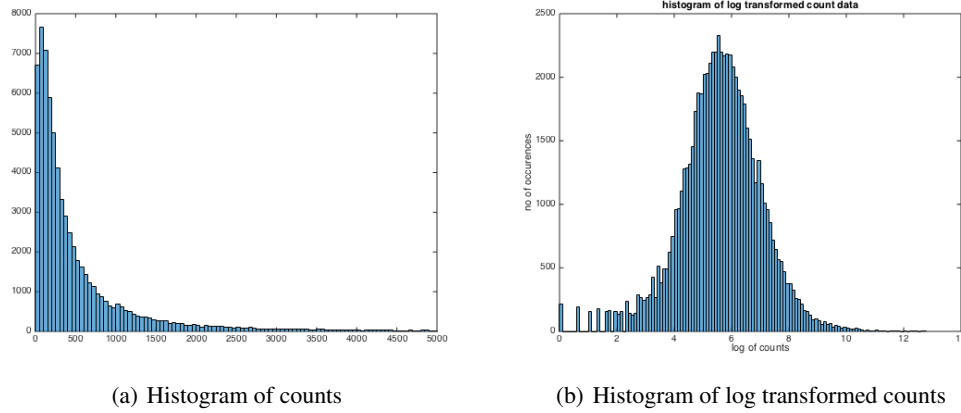 8000
7000
6000
5000
4000
3000
2000
1000
0
0 500 1000 1500 2000 2500 3000 3500 4000 4500 5000
(a) Histogram of counts
histogram of log transformed count data
2500
2000
1500
1000
500
0
no of occurences
0 2 4 6 8 10 12 14
log of counts
(b) Histogram of log transformed counts